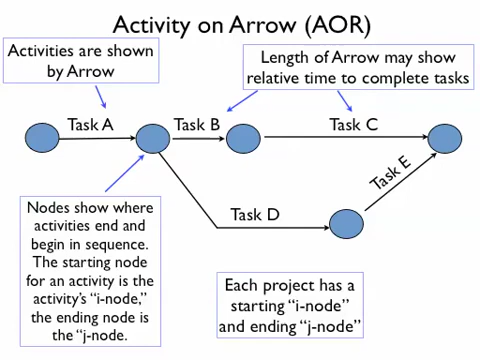 Activity on Arrow (AOR)
Activities are shown
by Arrow
Length of Arrow may show
relative time to complete tasks
Task A
Task B
Task C
Task E
Task D
Nodes show where
activities end and
begin in sequence.
The starting node
for an activity is the
activity's "i-node,"
the ending node is
the "j-node.
Each project has a
starting "i-node"
and ending "j-node"